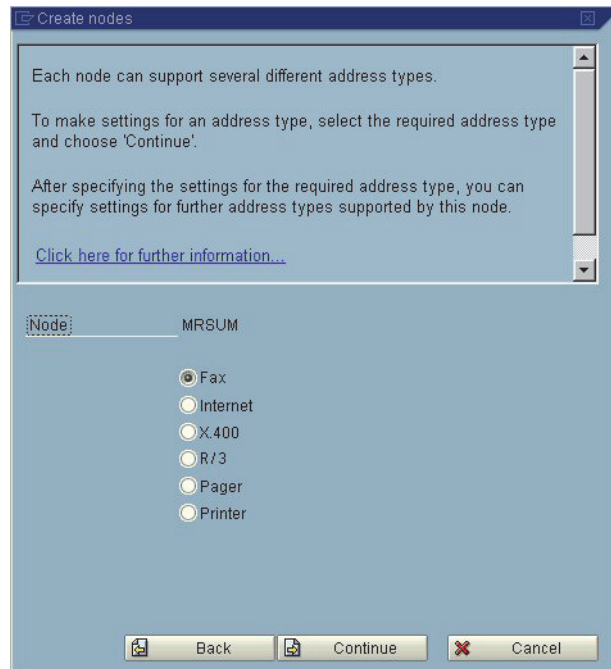 Create nodes
Each node can support several different address types.
To make settings for an address type, select the required address type
and choose 'Continue'.
After specifying the settings for the required address type, you can
specify settings for further address types supported by this node.
Click here for further information...
Node MRSUM
Fax
Internet
X.400
R/3
Pager
Printer
Back Continue Cancel